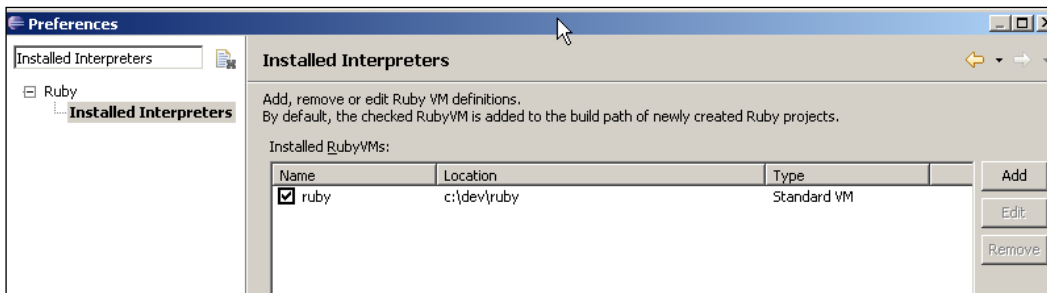 Preferences
Installed Interpreters
Installed Interpreters
Ruby
Installed Interpreters
Add, remove or edit Ruby VM definitions.
By default, the checked RubyVM is added to the build path of newly created Ruby projects.
Installed RubyVMs:
Name Location Type
ruby c:\dev\ruby Standard VM
Add
Edit
Remove